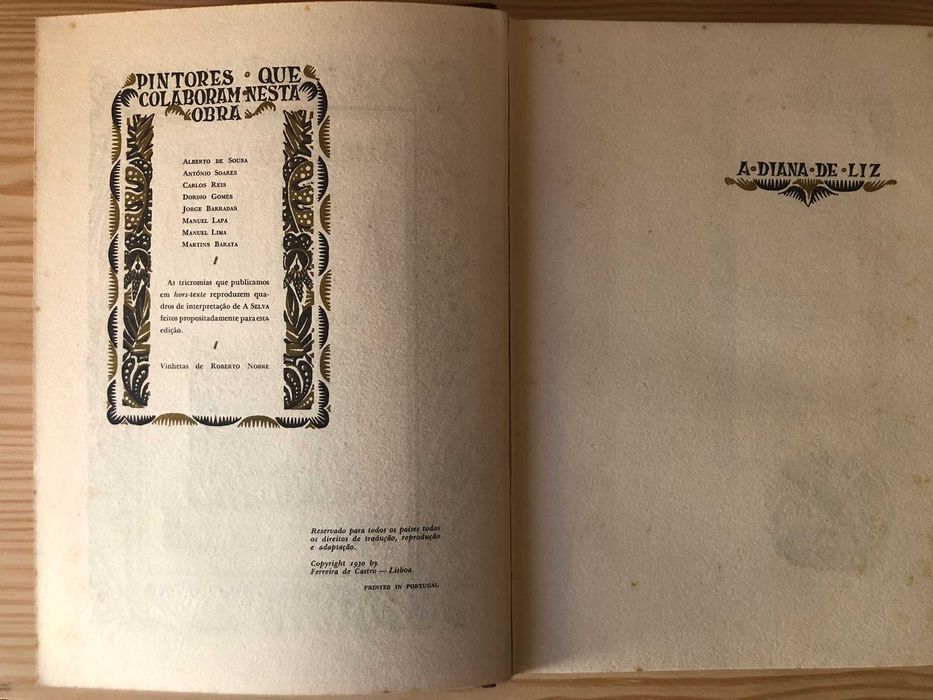 PINTORES · QUE
COLABORAM·NESTA
OBRA
ALBERTO DE SOUSA
ANTÓNIO SOARES
CARLOS REIS
DORDIO GOMES
JORGE BARRADAS
MANUEL LAPA
MANUEL LIMA
MARTINS BARATA
As tricromias que publicamos
em hors-texte reproduzem qua-
dros de interpretação de A SELVA
feitos propositadamente para esta
edição.
Vinhetas de ROBERTO NOBRE
Reservado para todos os países todos
os direitos de tradução, reprodução
e adaptação.
Copyright 1930 by
Ferreira de Castro — Lisboa.
PRINTED IN PORTUGAL
A·DIANA·DE·LIZ